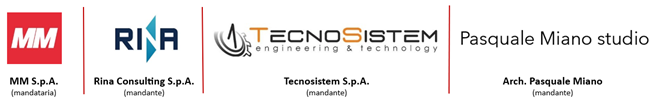 MM
RINA
TECNOSISTEM
engineering & technology
Pasquale Miano studio
MM S.p.A.
(mandataria)
Rina Consulting S.p.A.
(mandante)
Tecnosistem S.p.A.
(mandante)
Arch. Pasquale Miano
(mandante)